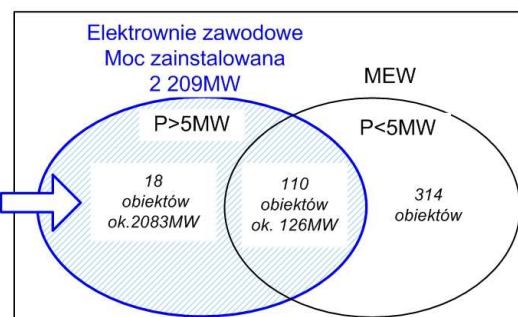 Elektrownie zawodowe
Moc zainstalowana
2 209MW
MEW
P>5MW
P<5MW
18
obiektów
ok.2083MW
110
obiektów
ok. 126MW
314
obiektów